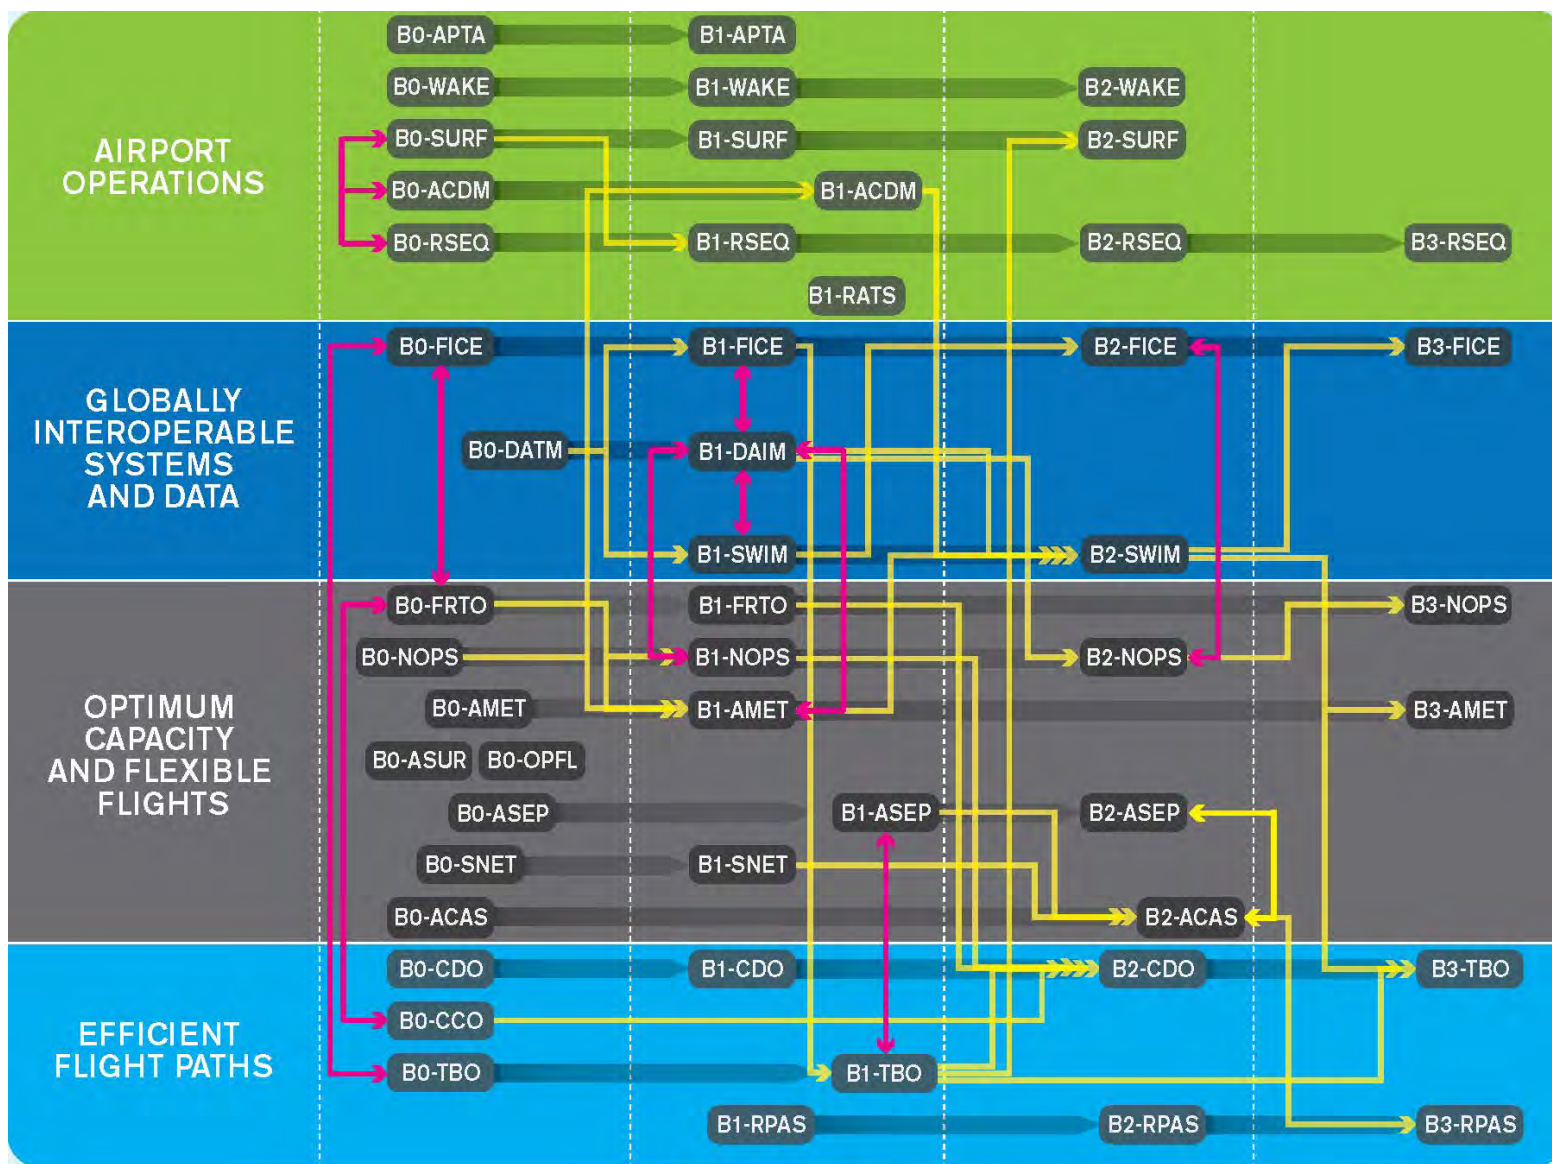 AIRPORT
OPERATIONS
B0-APTA
B1-APTA
B0-WAKE
B1-WAKE
B2-WAKE
B0-SURF
B1-SURF
B2-SURF
B0-ACDM
B1-ACDM
B0-RSEQ
B1-RSEQ
B2-RSEQ
B3-RSEQ
B1-RATS
GLOBALLY
INTEROPERABLE
SYSTEMS
AND DATA
B0-FICE
B1-FICE
B2-FICE
B3-FICE
B0-DATM
B1-DAIM
B1-SWIM
B2-SWIM
OPTIMUM
CAPACITY
AND FLEXIBLE
FLIGHTS
B0-FRTO
B1-FRTO
B3-NOPS
B0-NOPS
B1-NOPS
B2-NOPS
B0-AMET
B1-AMET
B3-AMET
B0-ASUR
B0-OPFL
B0-ASEP
B1-ASEP
B2-ASEP
B0-SNET
B1-SNET
B0-ACAS
B2-ACAS
EFFICIENT
FLIGHT PATHS
B0-CDO
B1-CDO
B2-CDO
B3-TBO
B0-CCO
B0-TBO
B1-TBO
B1-RPAS
B2-RPAS
B3-RPAS